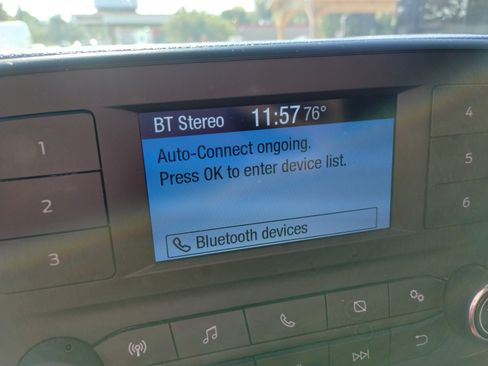 BT Stereo 11:57 76°
Auto-Connect ongoing.
Press OK to enter device list.
Bluetooth devices
1
2
3
4
5
6